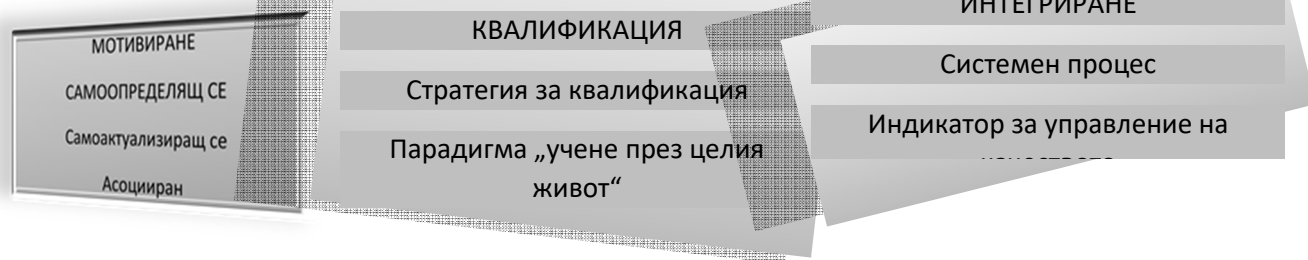 МОТИВИРАНЕ
САМООПРЕДЕЛЯЩ СЕ
Самоактуализиращ се
Асоцииран
КВАЛИФИКАЦИЯ
Стратегия за квалификация
Парадигма „учене през целия
живот“
ИНТЕГРИРАНЕ
Системен процес
Индикатор за управление на